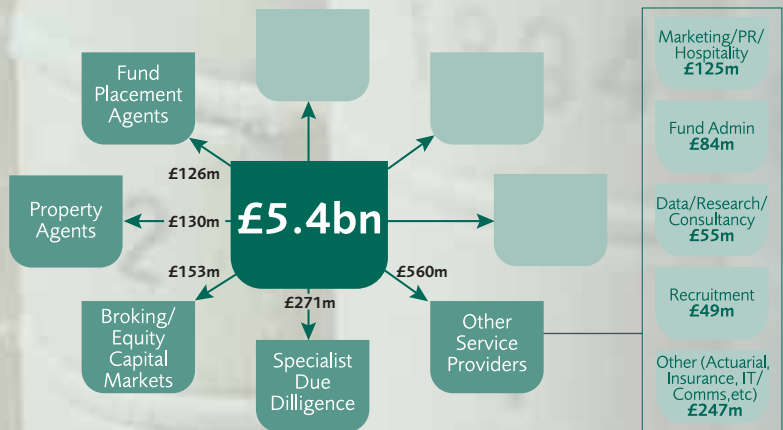 Fund
Placement
Agents
£126m
Property
Agents
£130m
£153m
Broking/
Equity
Capital
Markets
£5.4bn
£271m
Specialist
Due
Dilligence
£560m
Other
Service
Providers
Marketing/PR/
Hospitality
£125m
Fund Admin
£84m
Data/Research/
Consultancy
£55m
Recruitment
£49m
Other (Actuarial,
Insurance, IT/
Comms,etc)
£247m